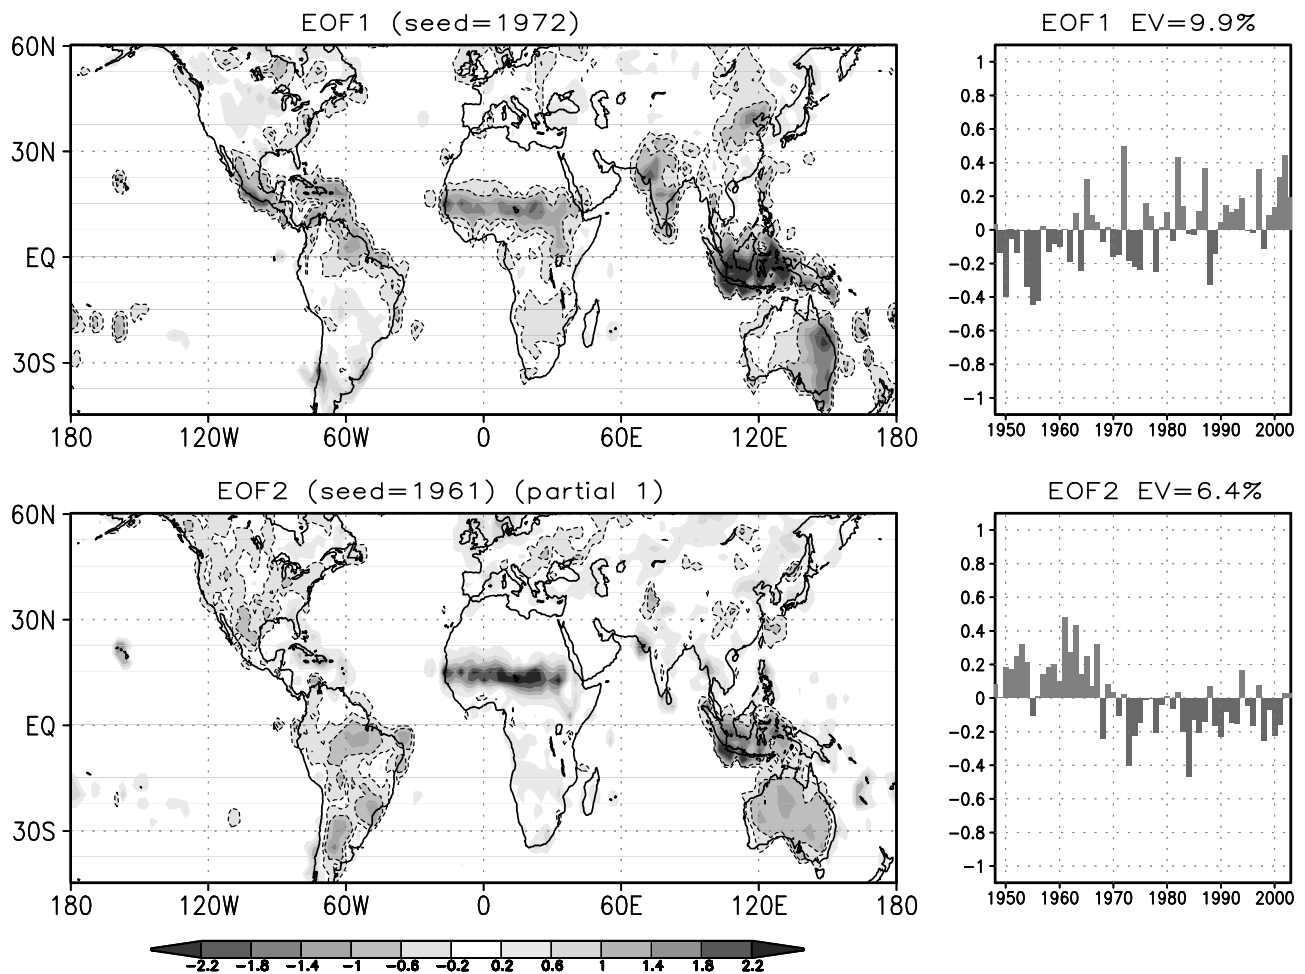 EOF1 (seed=1972)
60N
30N
EQ
30S
180 120W 60W 0 60E 120E 180
EOF1 EV=9.9%
1
0.8
0.6
0.4
0.2
0
-0.2
-0.4
-0.6
-0.8
-1
1950 1960 1970 1980 1990 2000
EOF2 (seed=1961) (partial 1)
60N
30N
EQ
30S
180 120W 60W 0 60E 120E 180
EOF2 EV=6.4%
1
0.8
0.6
0.4
0.2
0
-0.2
-0.4
-0.6
-0.8
-1
1950 1960 1970 1980 1990 2000
-2.2 -1.8 -1.4 -1 -0.6 -0.2 0.2 0.6 1 1.4 1.8 2.2